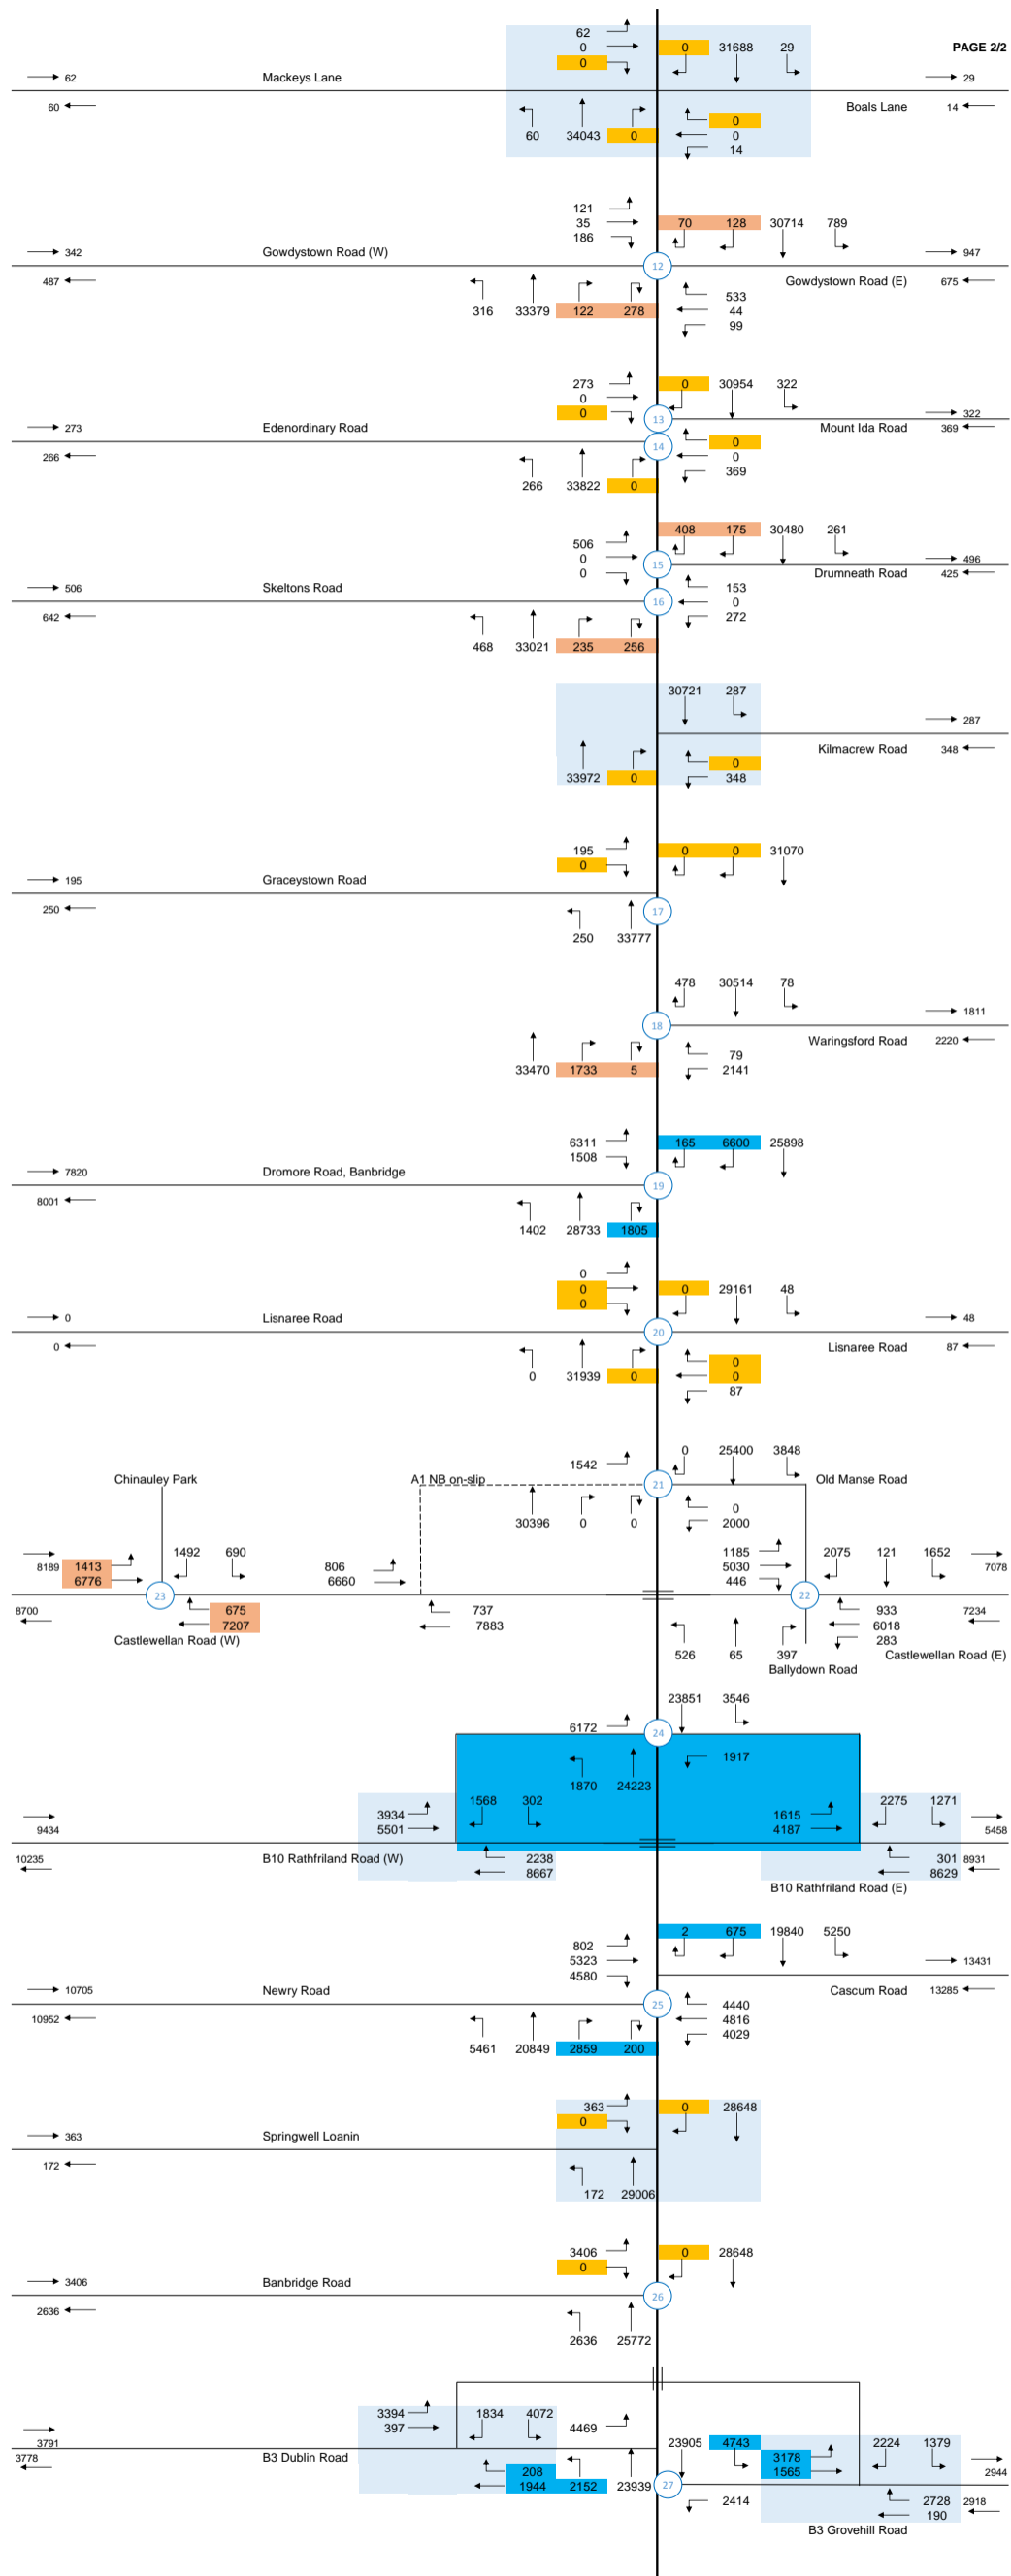 62
0 0 31688 29 PAGE 2/2
0
62 Mackeys Lane 29
60 Boals Lane 14
0
60 34043 0 0
14
121
35 70 128 30714 789
186
342 Gowdystown Road (W) 947
12
487 Gowdystown Road (E) 675
533
316 33379 122 278 44
99
273 0 30954 322
0
0 322
13
273 Edenordinary Road Mount Ida Road 369
14 0
266 0
369
266 33822 0
408 175 30480 261
506
0 496
15
0 Drumneath Road 425
506 Skeltons Road 153
16 0
642 272
468 33021 235 256
30721 287
287
Kilmacrew Road 348
0
33972 0 348
195 0 0 31070
0
195 Graceystown Road
250 17
250 33777
478 30514 78
1811
18
Waringsford Road 2220
79
33470 1733 5 2141
6311 165 6600 25898
1508
7820 Dromore Road, Banbridge
19
8001
1402 28733 1805
0
0 0 29161 48
0
0 Lisnaree Road 48
20
0 Lisnaree Road 87
0
0 31939 0 0
87
0 25400 3848
1542
Chinauley Park A1 NB on-slip 21 Old Manse Road
0
30396 0 0 2000
8189 1413 1492 690 806 1185 2075 121 1652 7078
6776 6660 5030
446
23 22
8700 675 737 933 7234
7207 7883 6018
283
Castlewellan Road (W) 526 65 397 Castlewellan Road (E)
Ballydown Road
23851 3546
6172 24
1917
1870 24223
3934 1568 302 1615 2275 1271
9434 5501 4187 5458
10235 B10 Rathfriland Road (W) 2238 301 8931
8667 8629
B10 Rathfriland Road (E)
802 2 675 19840 5250
5323
4580 13431
10705 Newry Road Cascum Road 13285
25 4440
10952 4816
4029
5461 20849 2859 200
363 0 28648
0
363 Springwell Loanin
172
172 29006
3406 0 28648
0
3406 Banbridge Road
26
2636
2636 25772
3394 1834 4072
397 4469
3791 23905 4743 2224 1379
3778 B3 Dublin Road 3178
1565 2944
208
1944 2152 23939 27
2414 2728 2918
190
B3 Grovehill Road